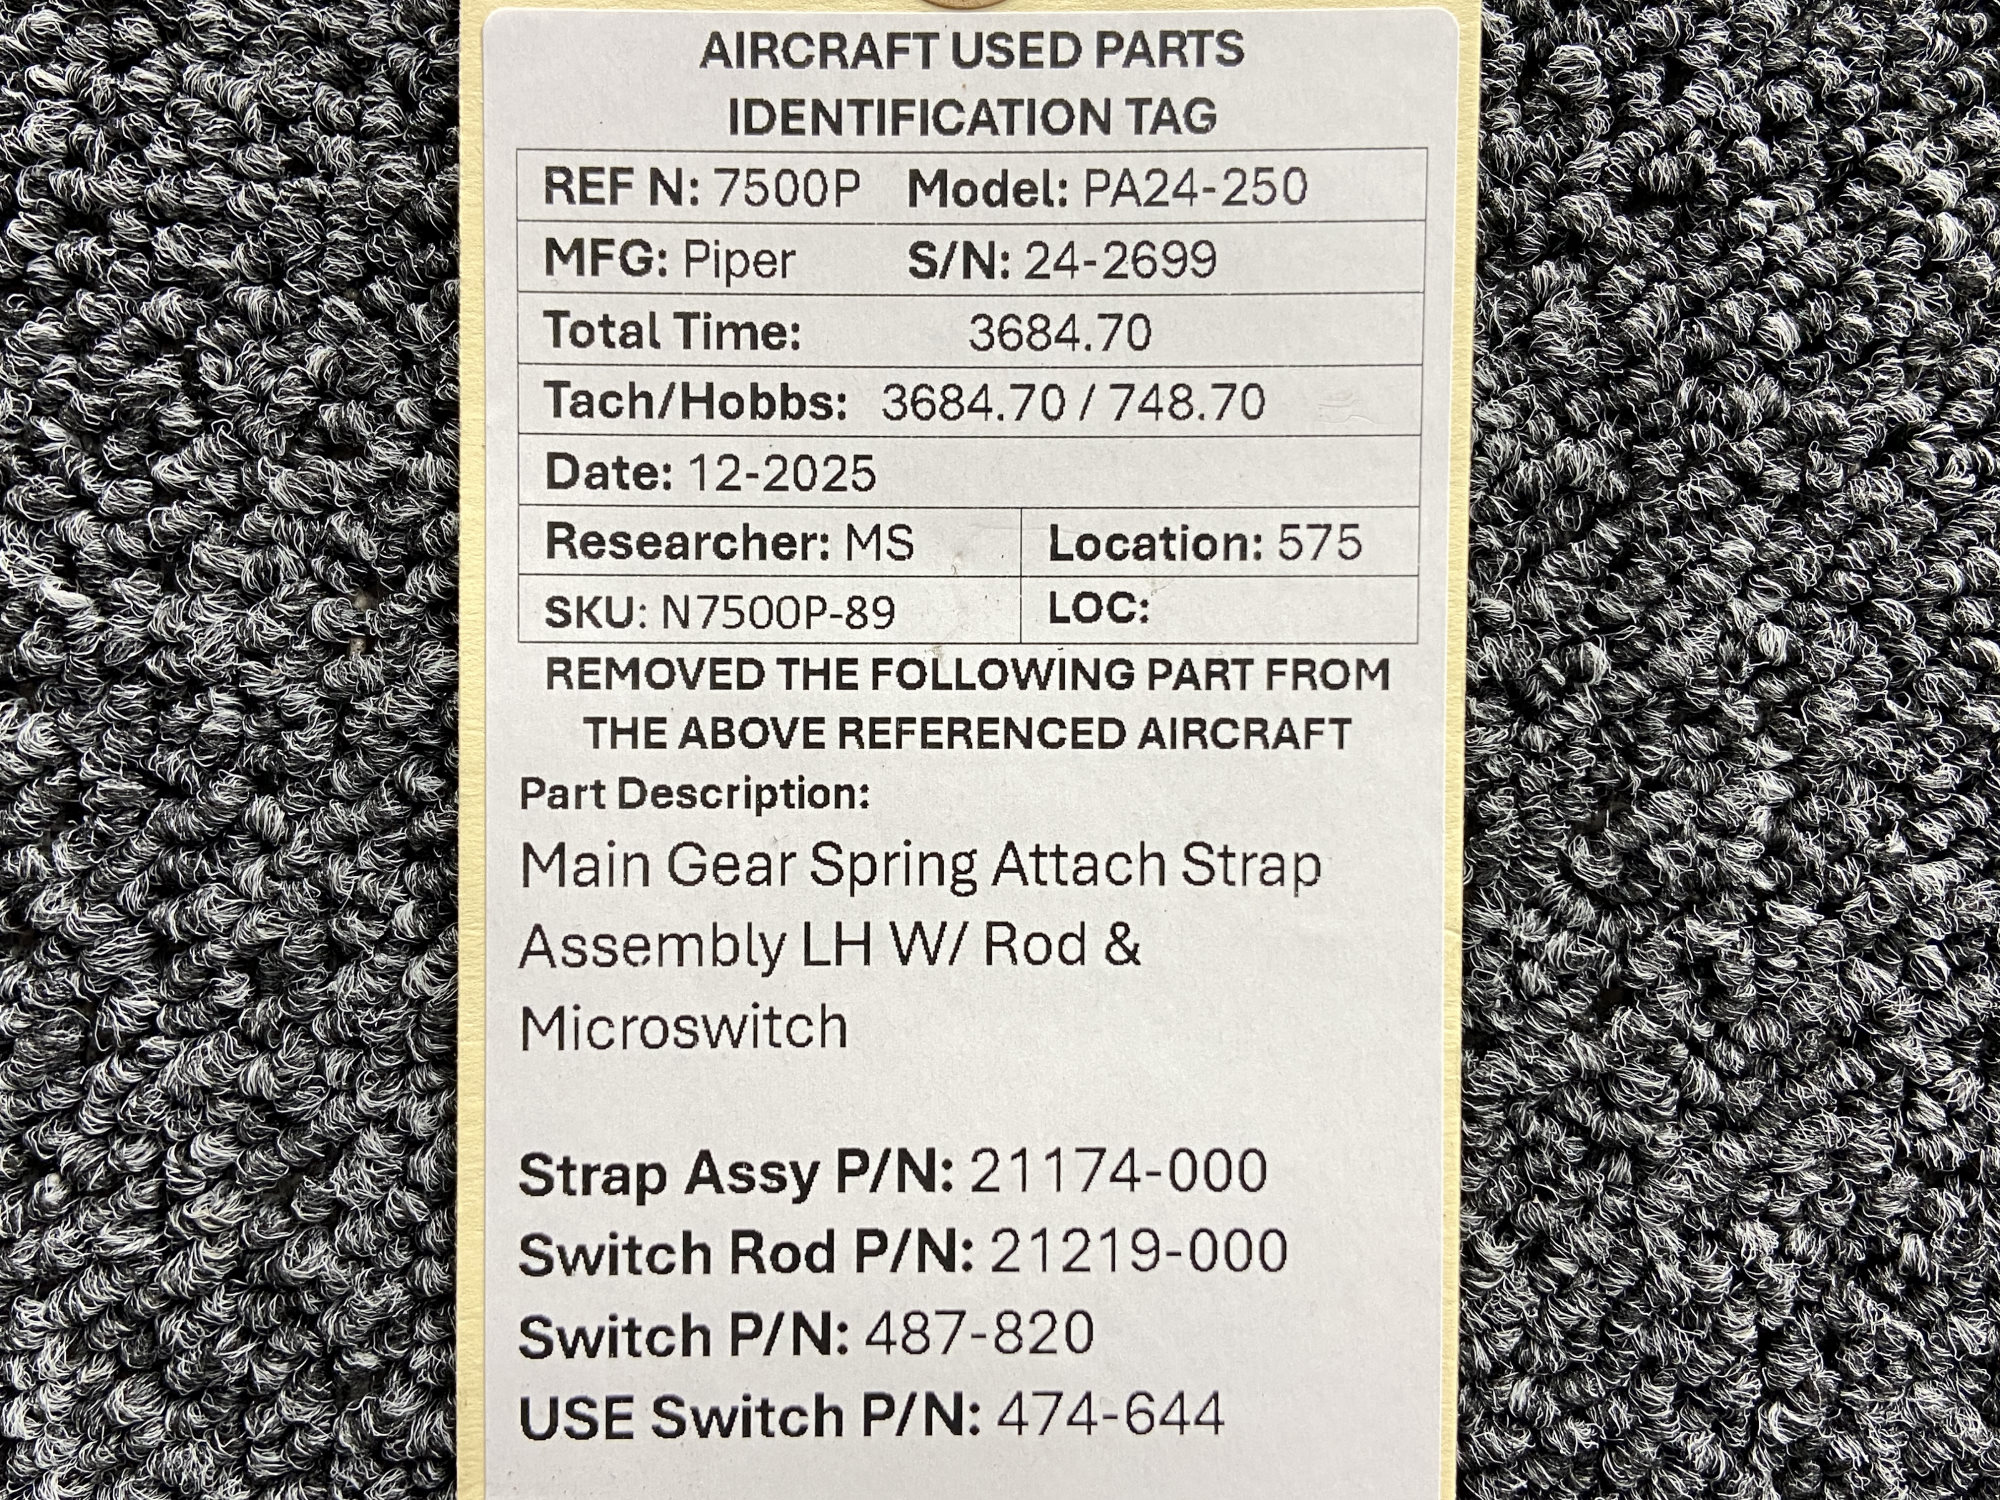 AIRCRAFT USED PARTS
IDENTIFICATION TAG
REF N: 7500P Model: PA24-250
MFG: Piper S/N: 24-2699
Total Time: 3684.70
Tach/Hobbs: 3684.70 / 748.70
Date: 12-2025
Researcher: MS Location: 575
SKU: N7500P-89 LOC:
REMOVED THE FOLLOWING PART FROM
THE ABOVE REFERENCED AIRCRAFT
Part Description:
Main Gear Spring Attach Strap
Assembly LH W/ Rod &
Microswitch
Strap Assy P/N: 21174-000
Switch Rod P/N: 21219-000
Switch P/N: 487-820
USE Switch P/N: 474-644